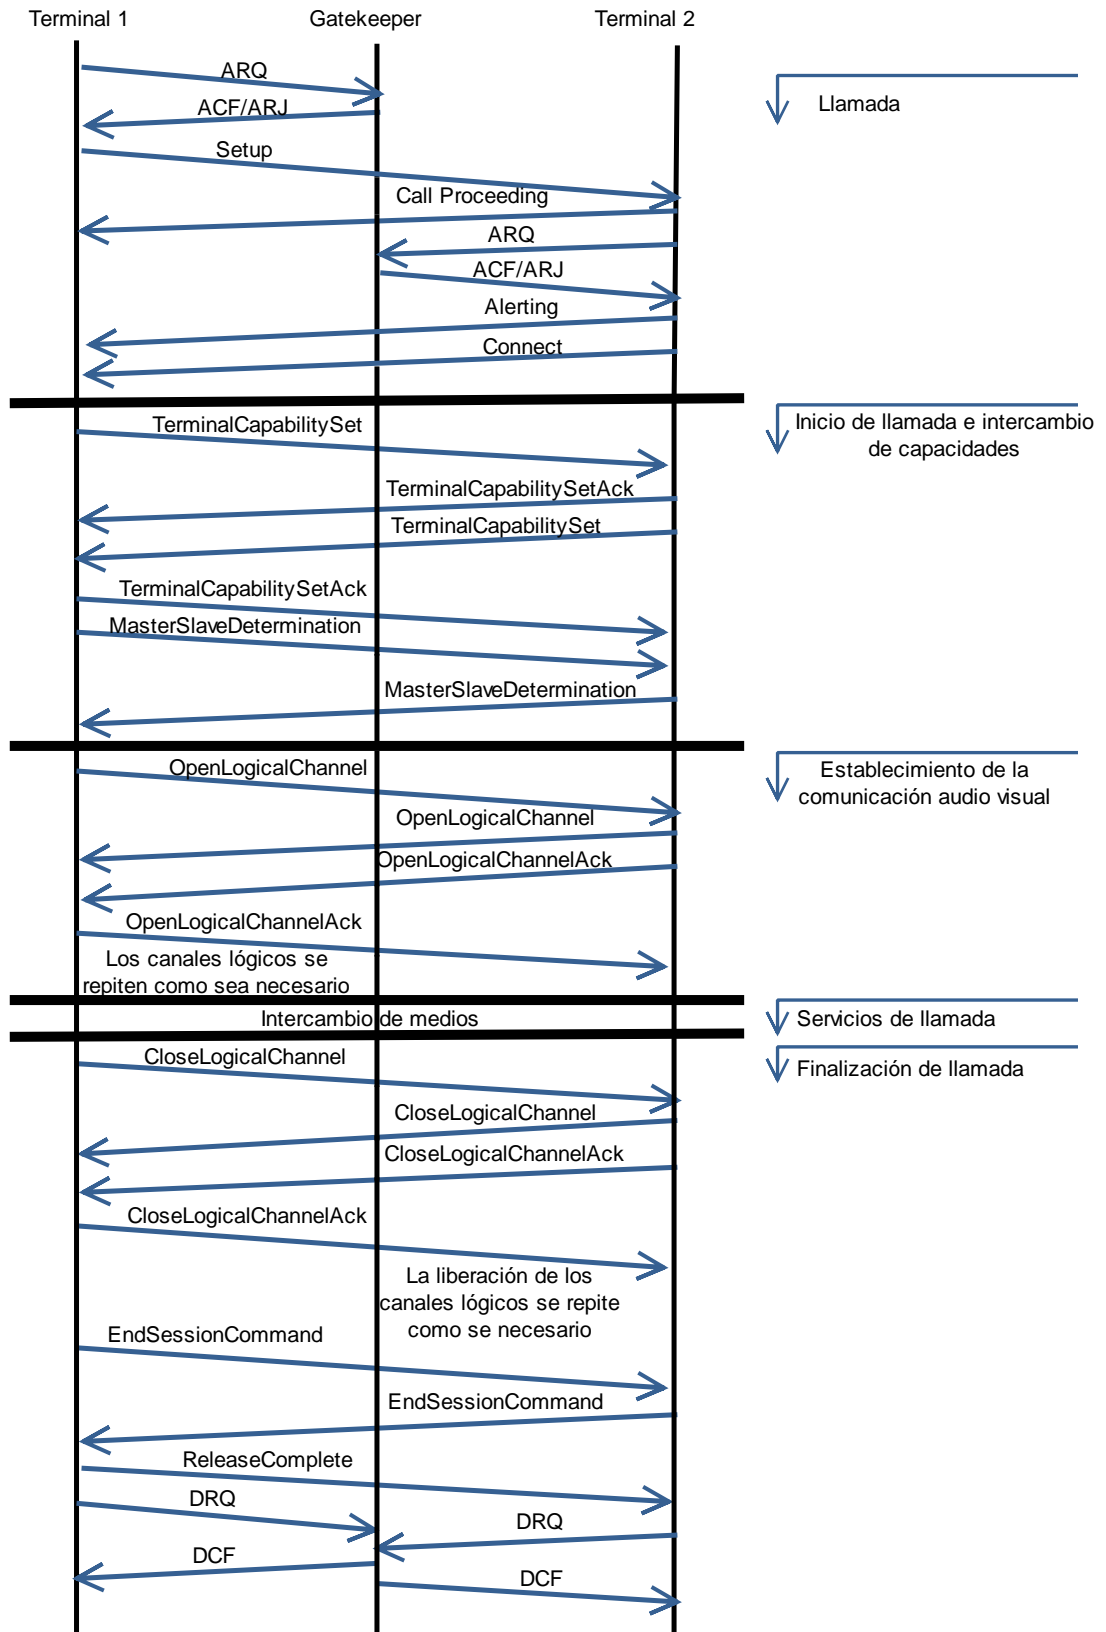 Terminal 1
Gatekeeper
Terminal 2
ARQ
ACF/ARJ
Llamada
Setup
Call Proceeding
ARQ
ACF/ARJ
Alerting
Connect
TerminalCapabilitySet
Inicio de llamada e intercambio
de capacidades
TerminalCapabilitySetAck
TerminalCapabilitySet
TerminalCapabilitySetAck
MasterSlaveDetermination
MasterSlaveDetermination
OpenLogicalChannel
Establecimiento de la
comunicación audio visual
OpenLogicalChannel
OpenLogicalChannelAck
OpenLogicalChannelAck
Los canales lógicos se
repiten como sea necesario
Intercambio de medios
Servicios de llamada
CloseLogicalChannel
Finalización de llamada
CloseLogicalChannel
CloseLogicalChannelAck
CloseLogicalChannelAck
La liberación de los
canales lógicos se repite
como se necesario
EndSessionCommand
EndSessionCommand
ReleaseComplete
DRQ
DRQ
DCF
DCF